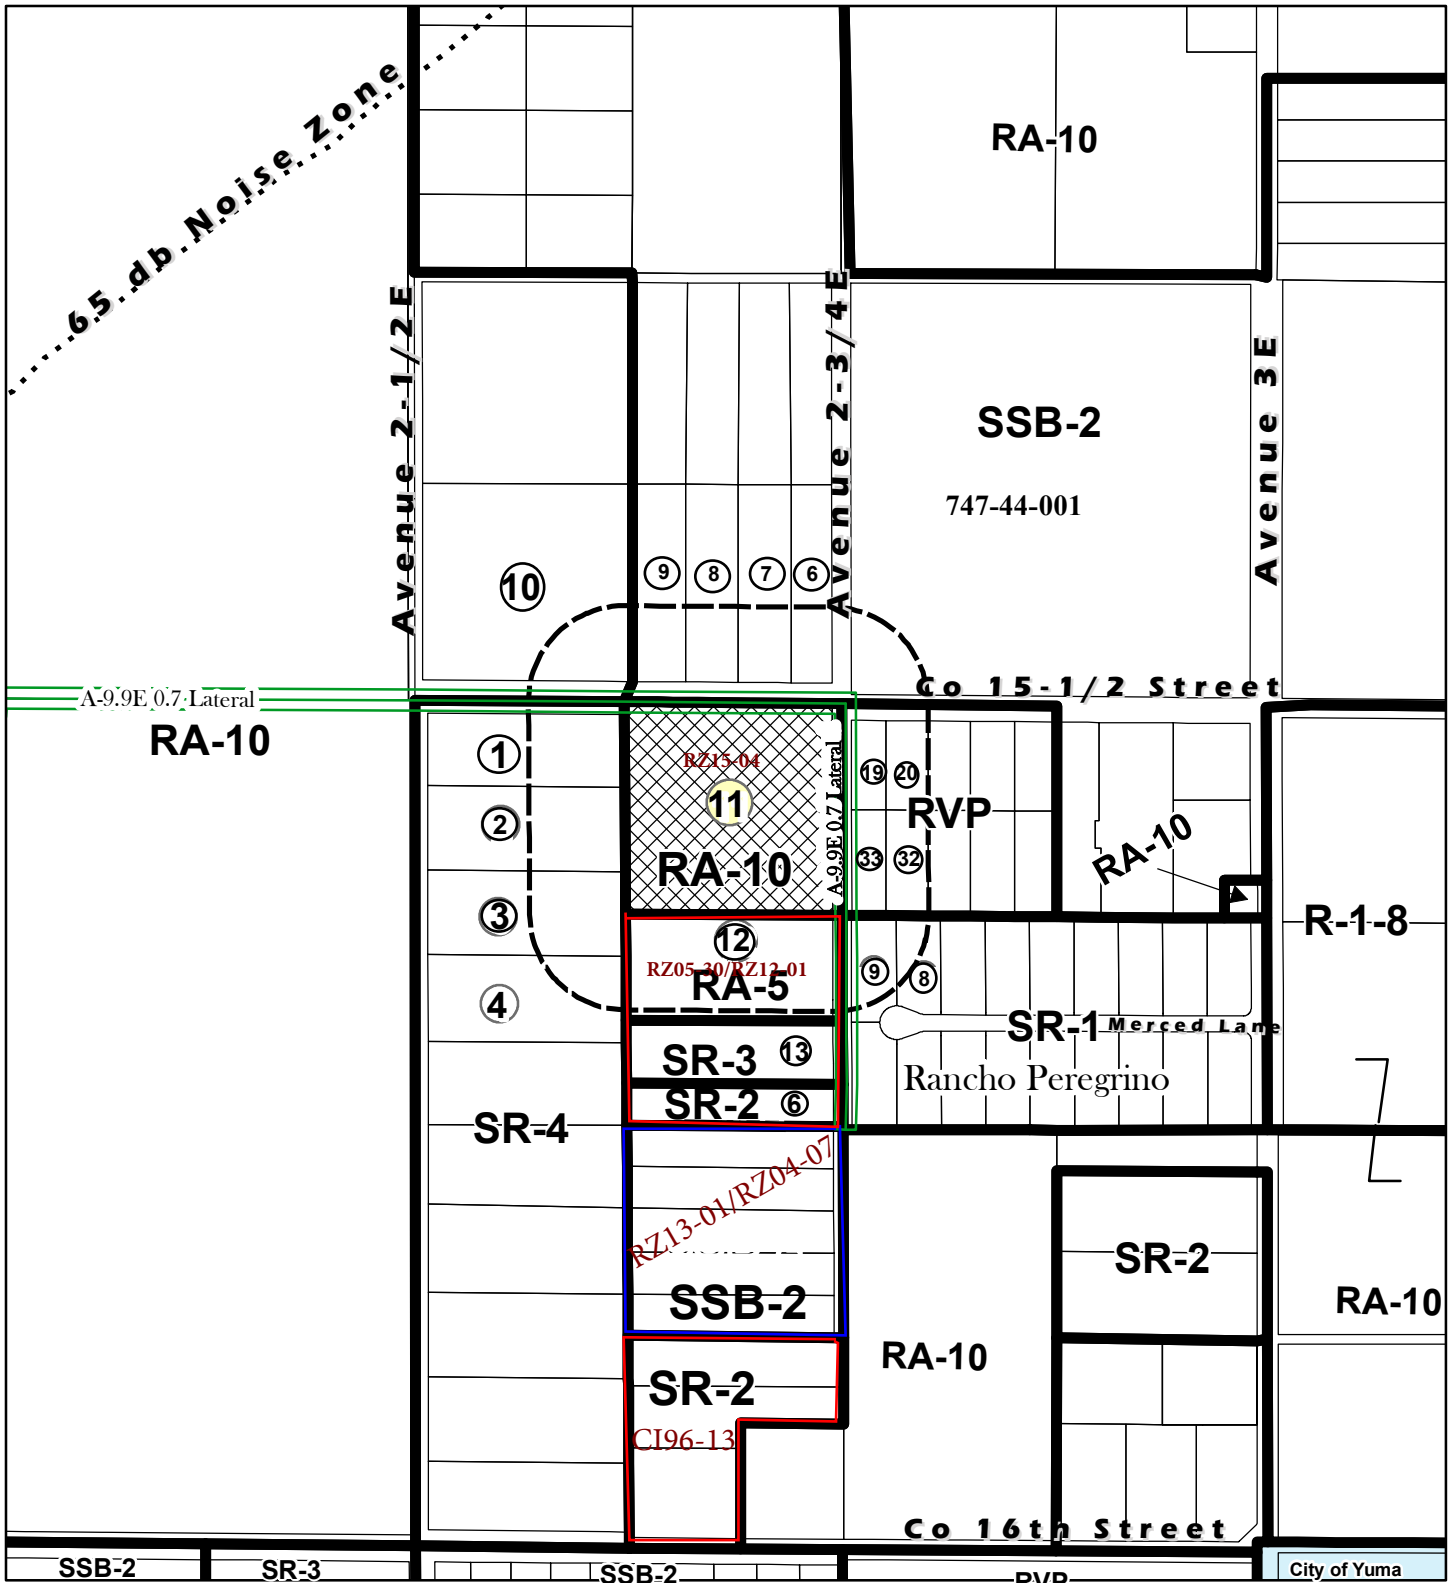 65 db Noise Zone
RA-10
Avenue 2-1/2E
Avenue 2-3/4E
Avenue 3E
SSB-2
747-44-001
10
9
8
7
6
A-9.9E 0.7 Lateral
RA-10
Co 15-1/2 Street
1
2
3
4
RZ15-04
11
RA-10
A-9.9E 0.7 Lateral
19
20
RVP
33
32
RA-10
R-1-8
12
RZ05-30/RZ12-01
RA-5
9
8
SR-1
Merced Lane
Rancho Peregrino
SR-3
13
SR-2
6
SR-4
RZ13-01/RZ04-07
SSB-2
SR-2
RA-10
RA-10
SR-2
CI96-13
Co 16th Street
SSB-2
SR-3
SSB-2
RVP
City of Yuma